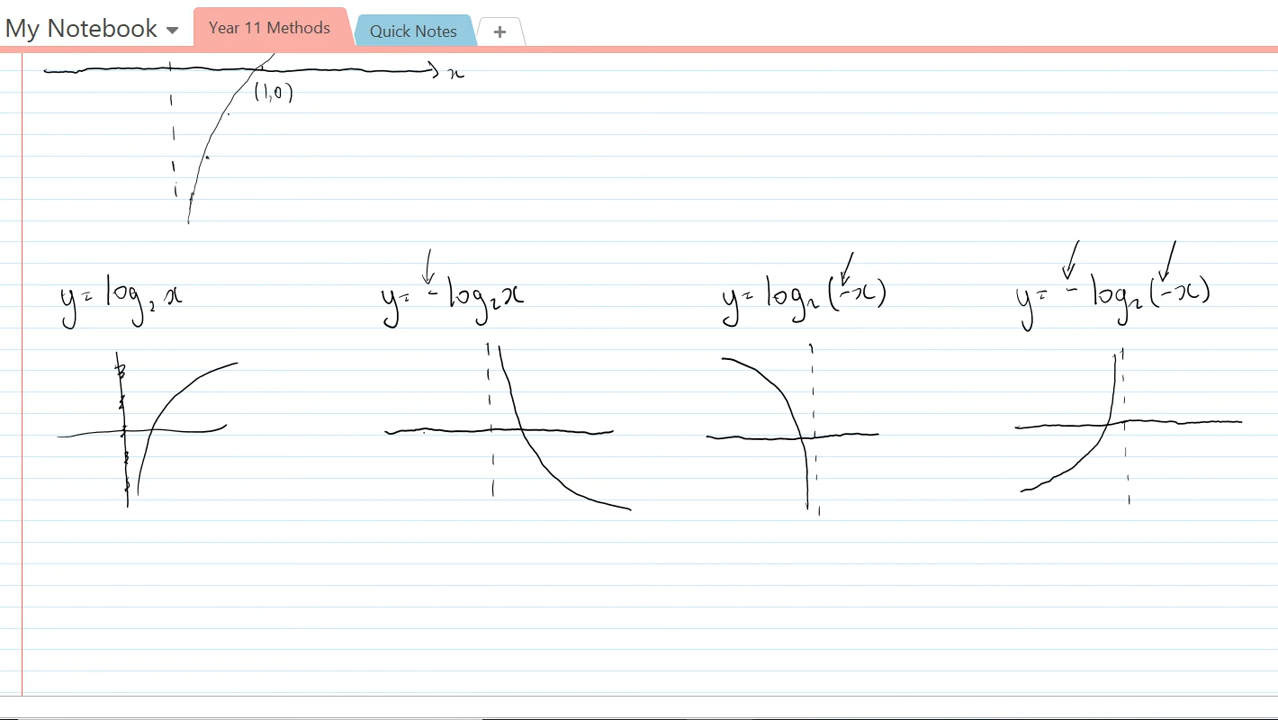 My Notebook Year 11 Methods Quick Notes +
x
(1,0)
y = log₂ x y = - log₂ x y = log₂ (-x) y = - log₂ (-x)